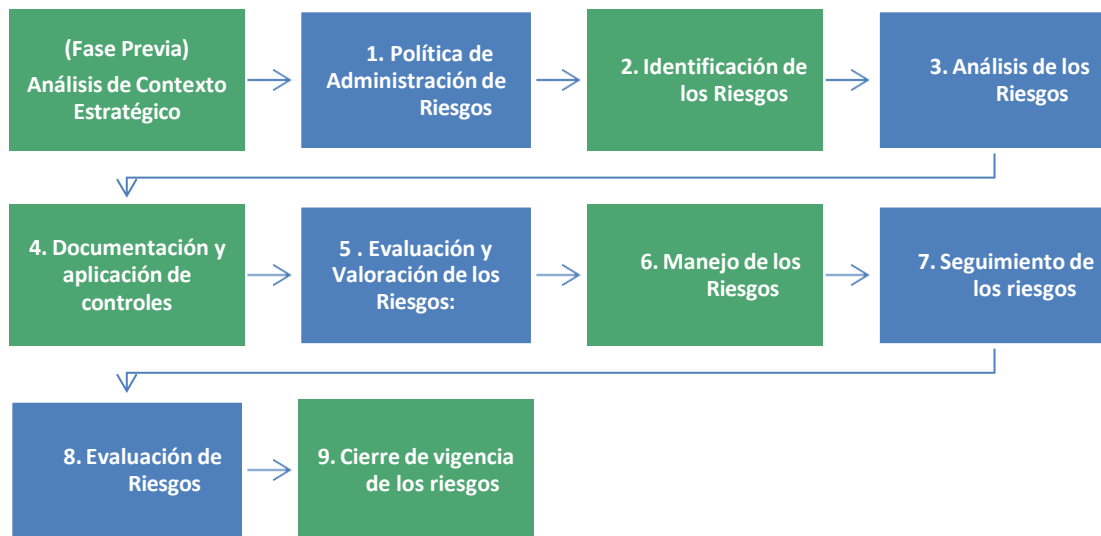 (Fase Previa)
Análisis de Contexto
Estratégico
1. Política de
Administración de
Riesgos
2. Identificación de
los Riesgos
3. Análisis de los
Riesgos
4. Documentación y
aplicación de
controles
5 . Evaluación y
Valoración de los
Riesgos:
6. Manejo de los
Riesgos
7. Seguimiento de
los riesgos
8. Evaluación de
Riesgos
9. Cierre de vigencia
de los riesgos